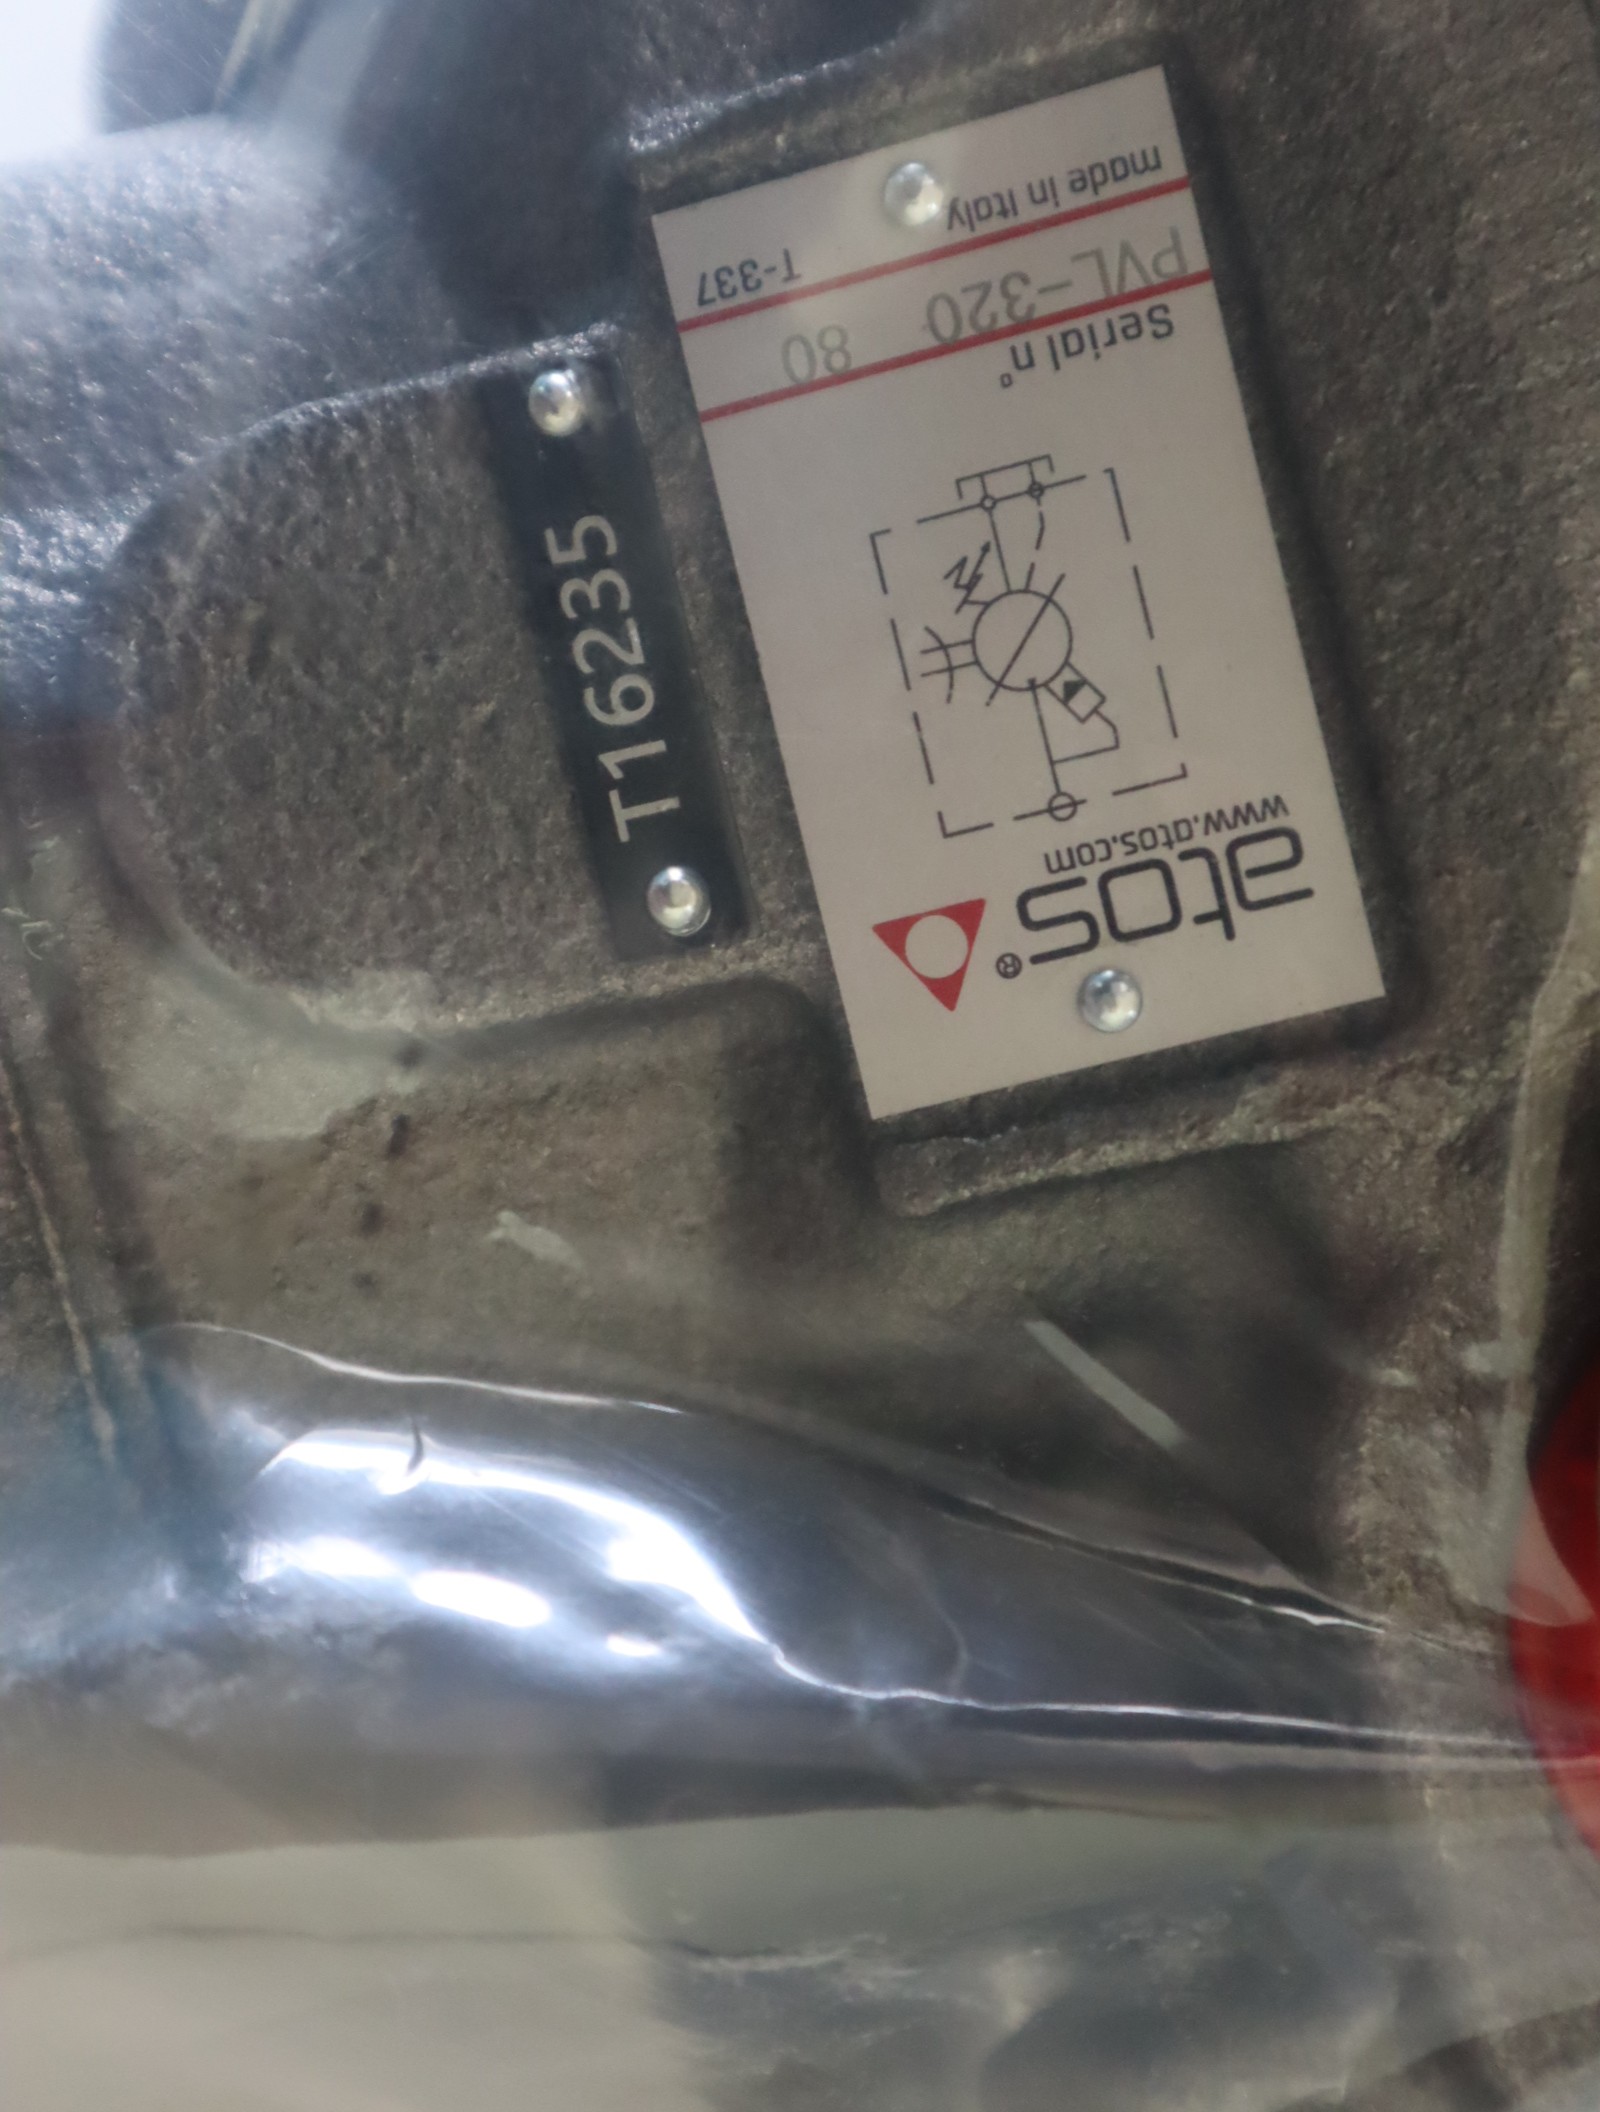 atos®
www.atos.com
Serial n°
PVL-320 80
made in Italy
T-337
T16235